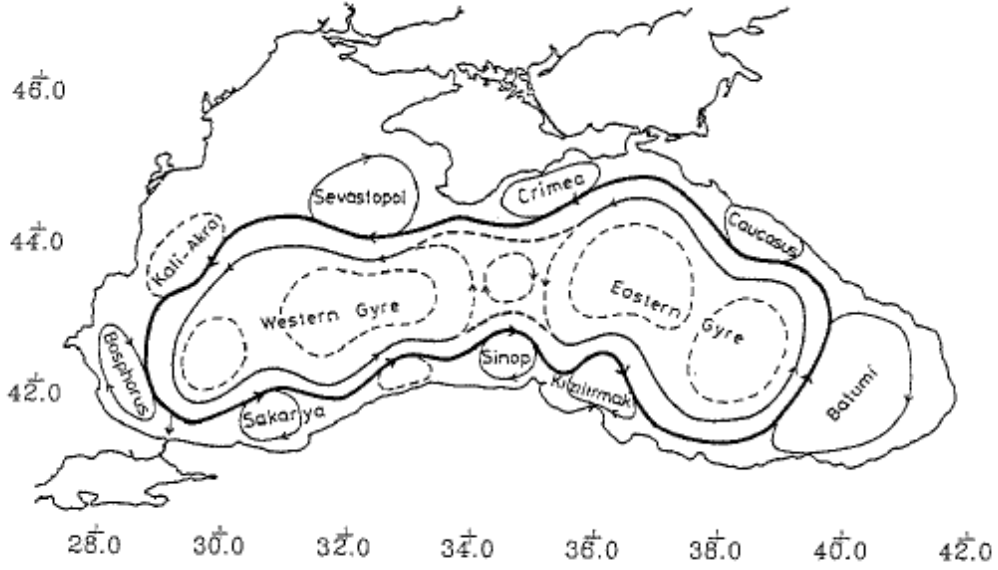 46.0
Sevastopol
Crimea
44.0
Kali-Akra
Caucasus
Western Gyre
Eastern Gyre
Bosphorus
42.0
Sinop
Kizilirmak
Sakarya
Batumi
28.0 30.0 32.0 34.0 36.0 38.0 40.0 42.0